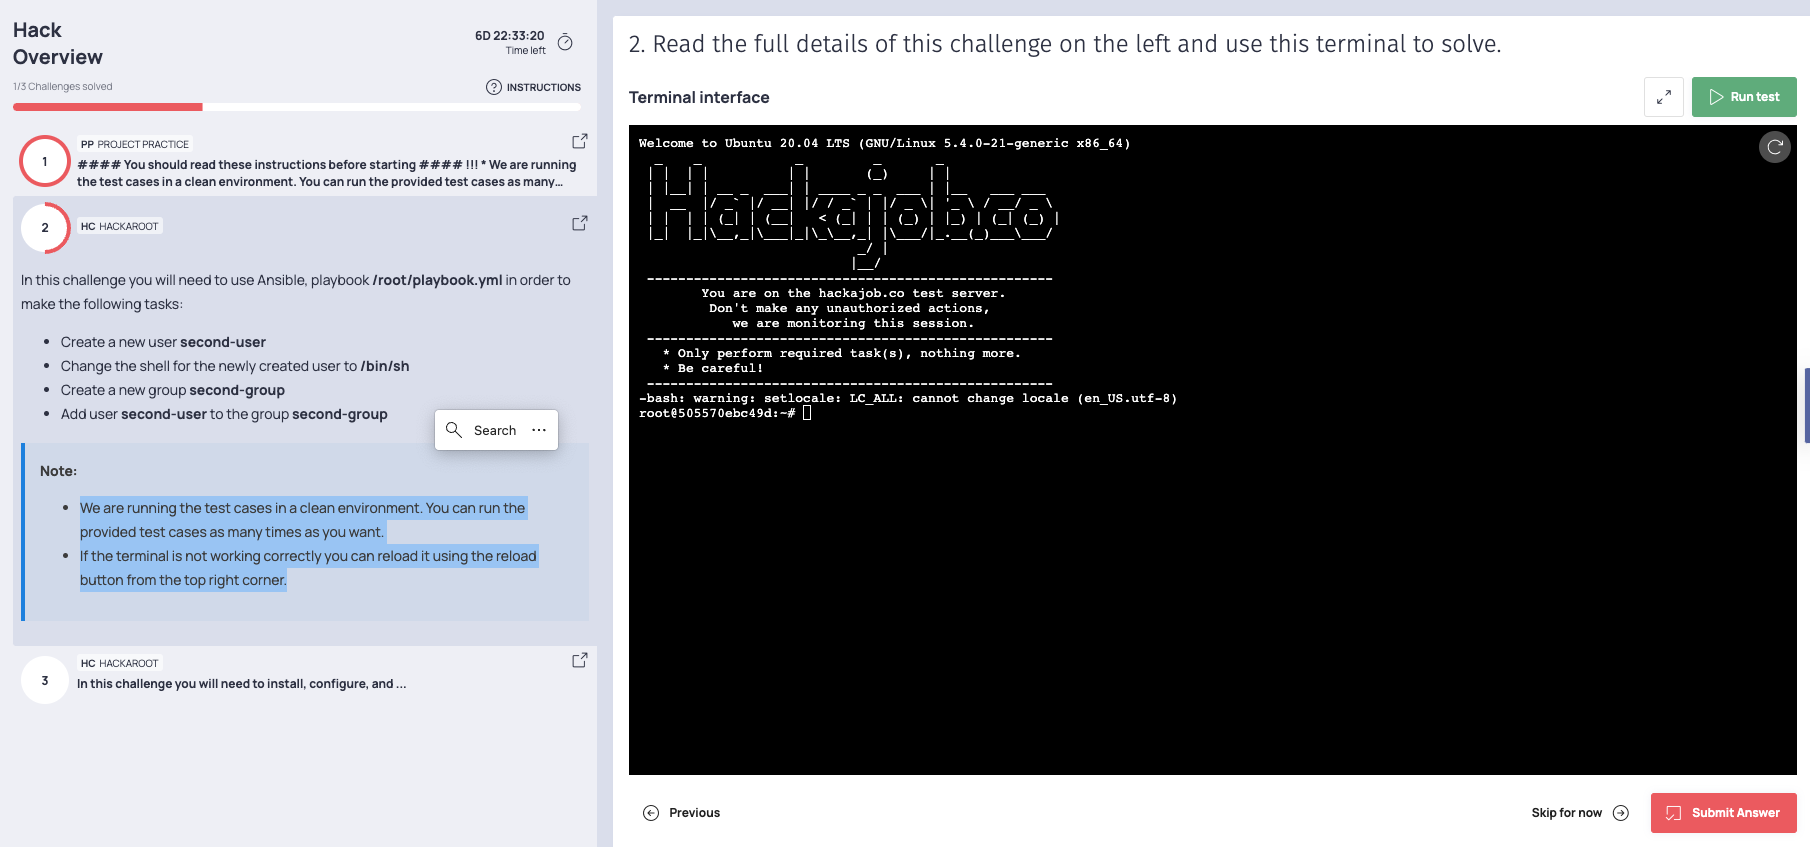 Hack
Overview
6D 22:33:20
Time left
1/3 Challenges solved
INSTRUCTIONS
1
PP PROJECT PRACTICE
#### You should read these instructions before starting #### !!! * We are running
the test cases in a clean environment. You can run the provided test cases as many...
2
HC HACKAROOT
In this challenge you will need to use Ansible, playbook /root/playbook.yml in order to
make the following tasks:
• Create a new user second-user
• Change the shell for the newly created user to /bin/sh
• Create a new group second-group
• Add user second-user to the group second-group
Search ...
Note:
• We are running the test cases in a clean environment. You can run the
provided test cases as many times as you want.
• If the terminal is not working correctly you can reload it using the reload
button from the top right corner.
3
HC HACKAROOT
In this challenge you will need to install, configure, and ...
2. Read the full details of this challenge on the left and use this terminal to solve.
Terminal interface
Run test
Welcome to Ubuntu 20.04 LTS (GNU/Linux 5.4.0-21-generic x86_64)
Hackajob.co
----------------------------------------------------
You are on the hackajob.co test server.
Don't make any unauthorized actions,
we are monitoring this session.
----------------------------------------------------
* Only perform required task(s), nothing more.
* Be careful!
----------------------------------------------------
-bash: warning: setlocale: LC_ALL: cannot change locale (en_US.utf-8)
root@505570ebc49d:~#
Previous
Skip for now
Submit Answer